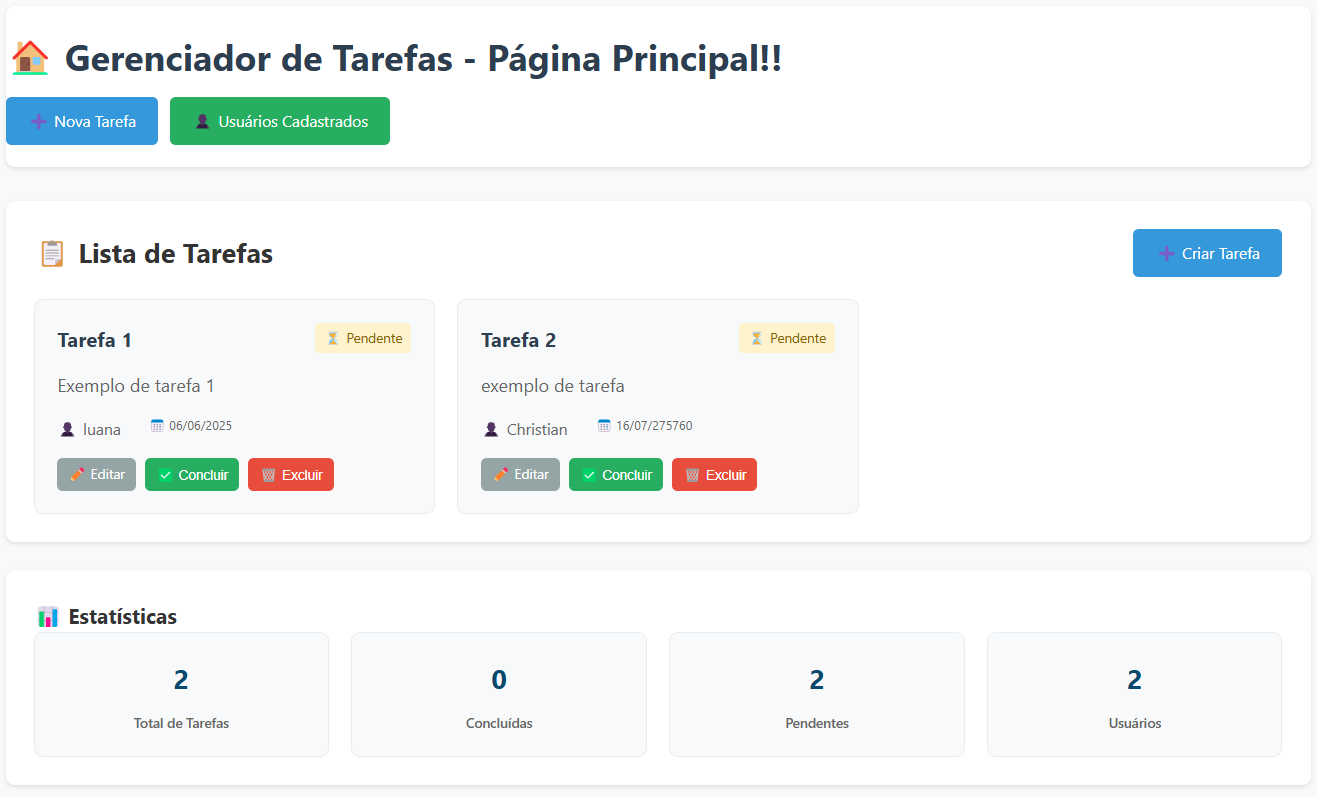 Gerenciador de Tarefas - Página Principal!!
Nova Tarefa
Usuários Cadastrados
Lista de Tarefas
Criar Tarefa
Tarefa 1
Pendente
Exemplo de tarefa 1
luana
06/06/2025
Editar
Concluir
Excluir
Tarefa 2
Pendente
exemplo de tarefa
Christian
16/07/275760
Editar
Concluir
Excluir
Estatísticas
2
Total de Tarefas
0
Concluídas
2
Pendentes
2
Usuários